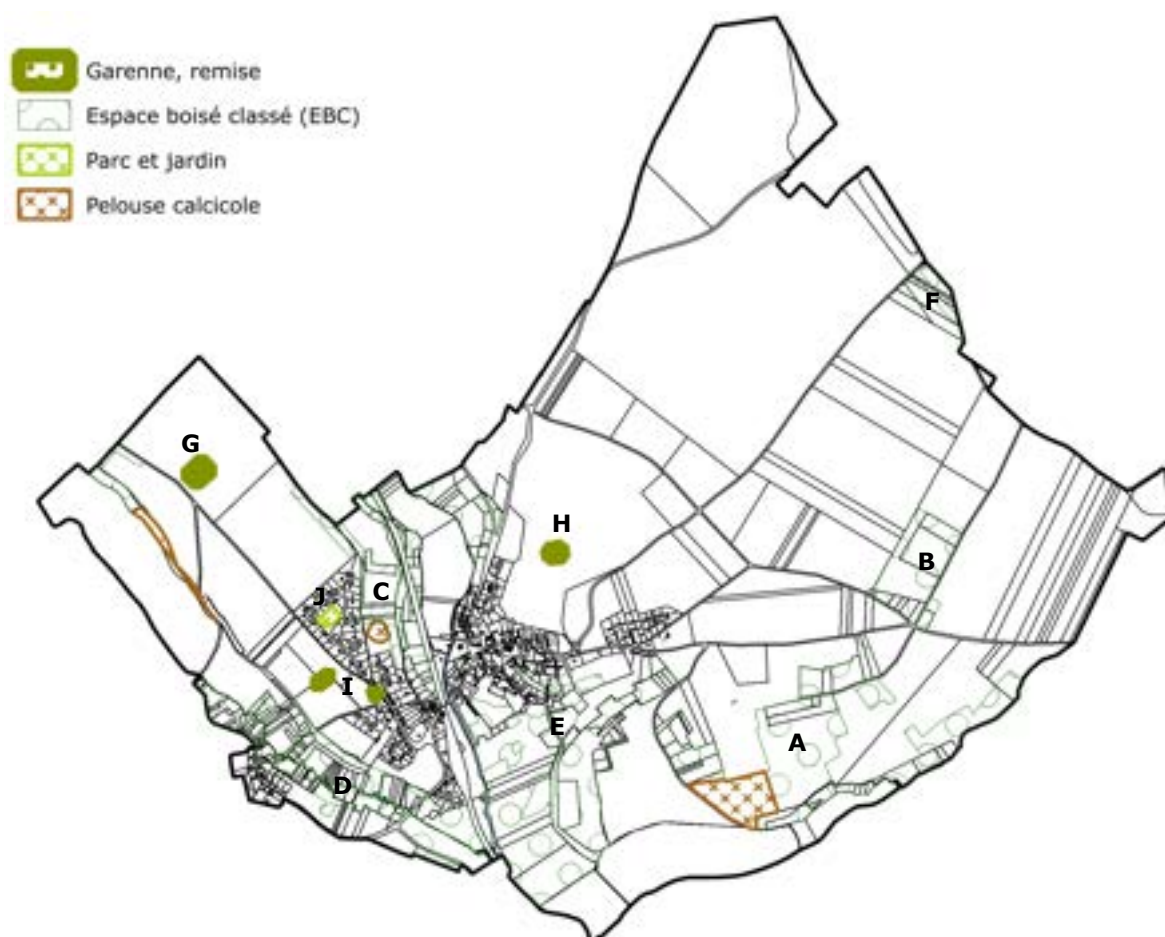 Garenne, remise
Espace boisé classé (EBC)
Parc et jardin
Pelouse calcicole
F
G
H
B
C
J
I
E
A
D